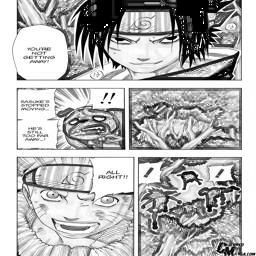 YOU'RE
NOT
GETTING
AWAY!
SASUKE'S
STOPPED
MOVING...
!!
HE'S
STILL
TOO FAR
AWAY...
ALL
RIGHT!!